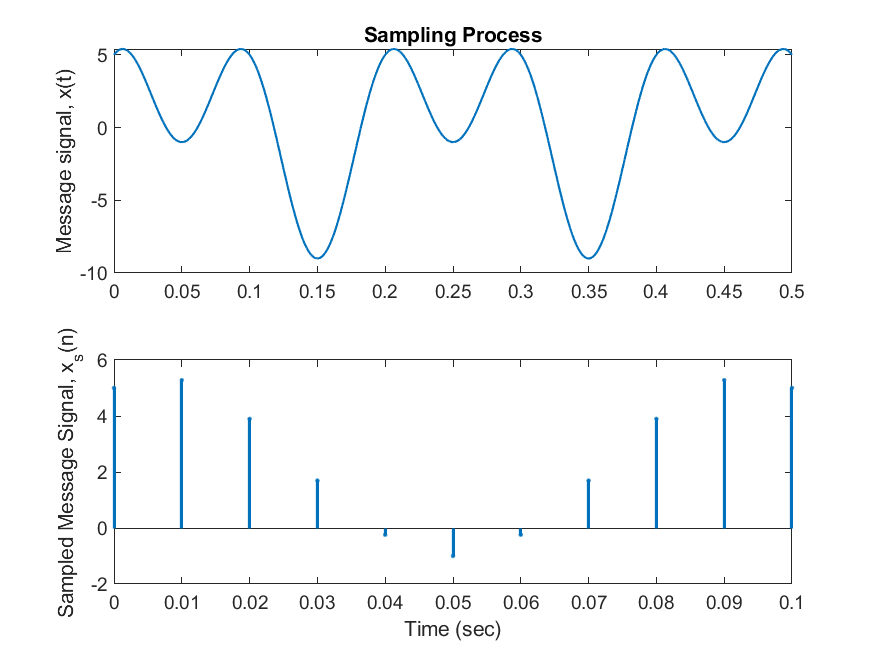 Sampling Process
Message signal, x(t)
5
0
-5
-10
0 0.05 0.1 0.15 0.2 0.25 0.3 0.35 0.4 0.45 0.5
Sampled Message Signal, x_s(n)
6
4
2
0
-2
0 0.01 0.02 0.03 0.04 0.05 0.06 0.07 0.08 0.09 0.1
Time (sec)